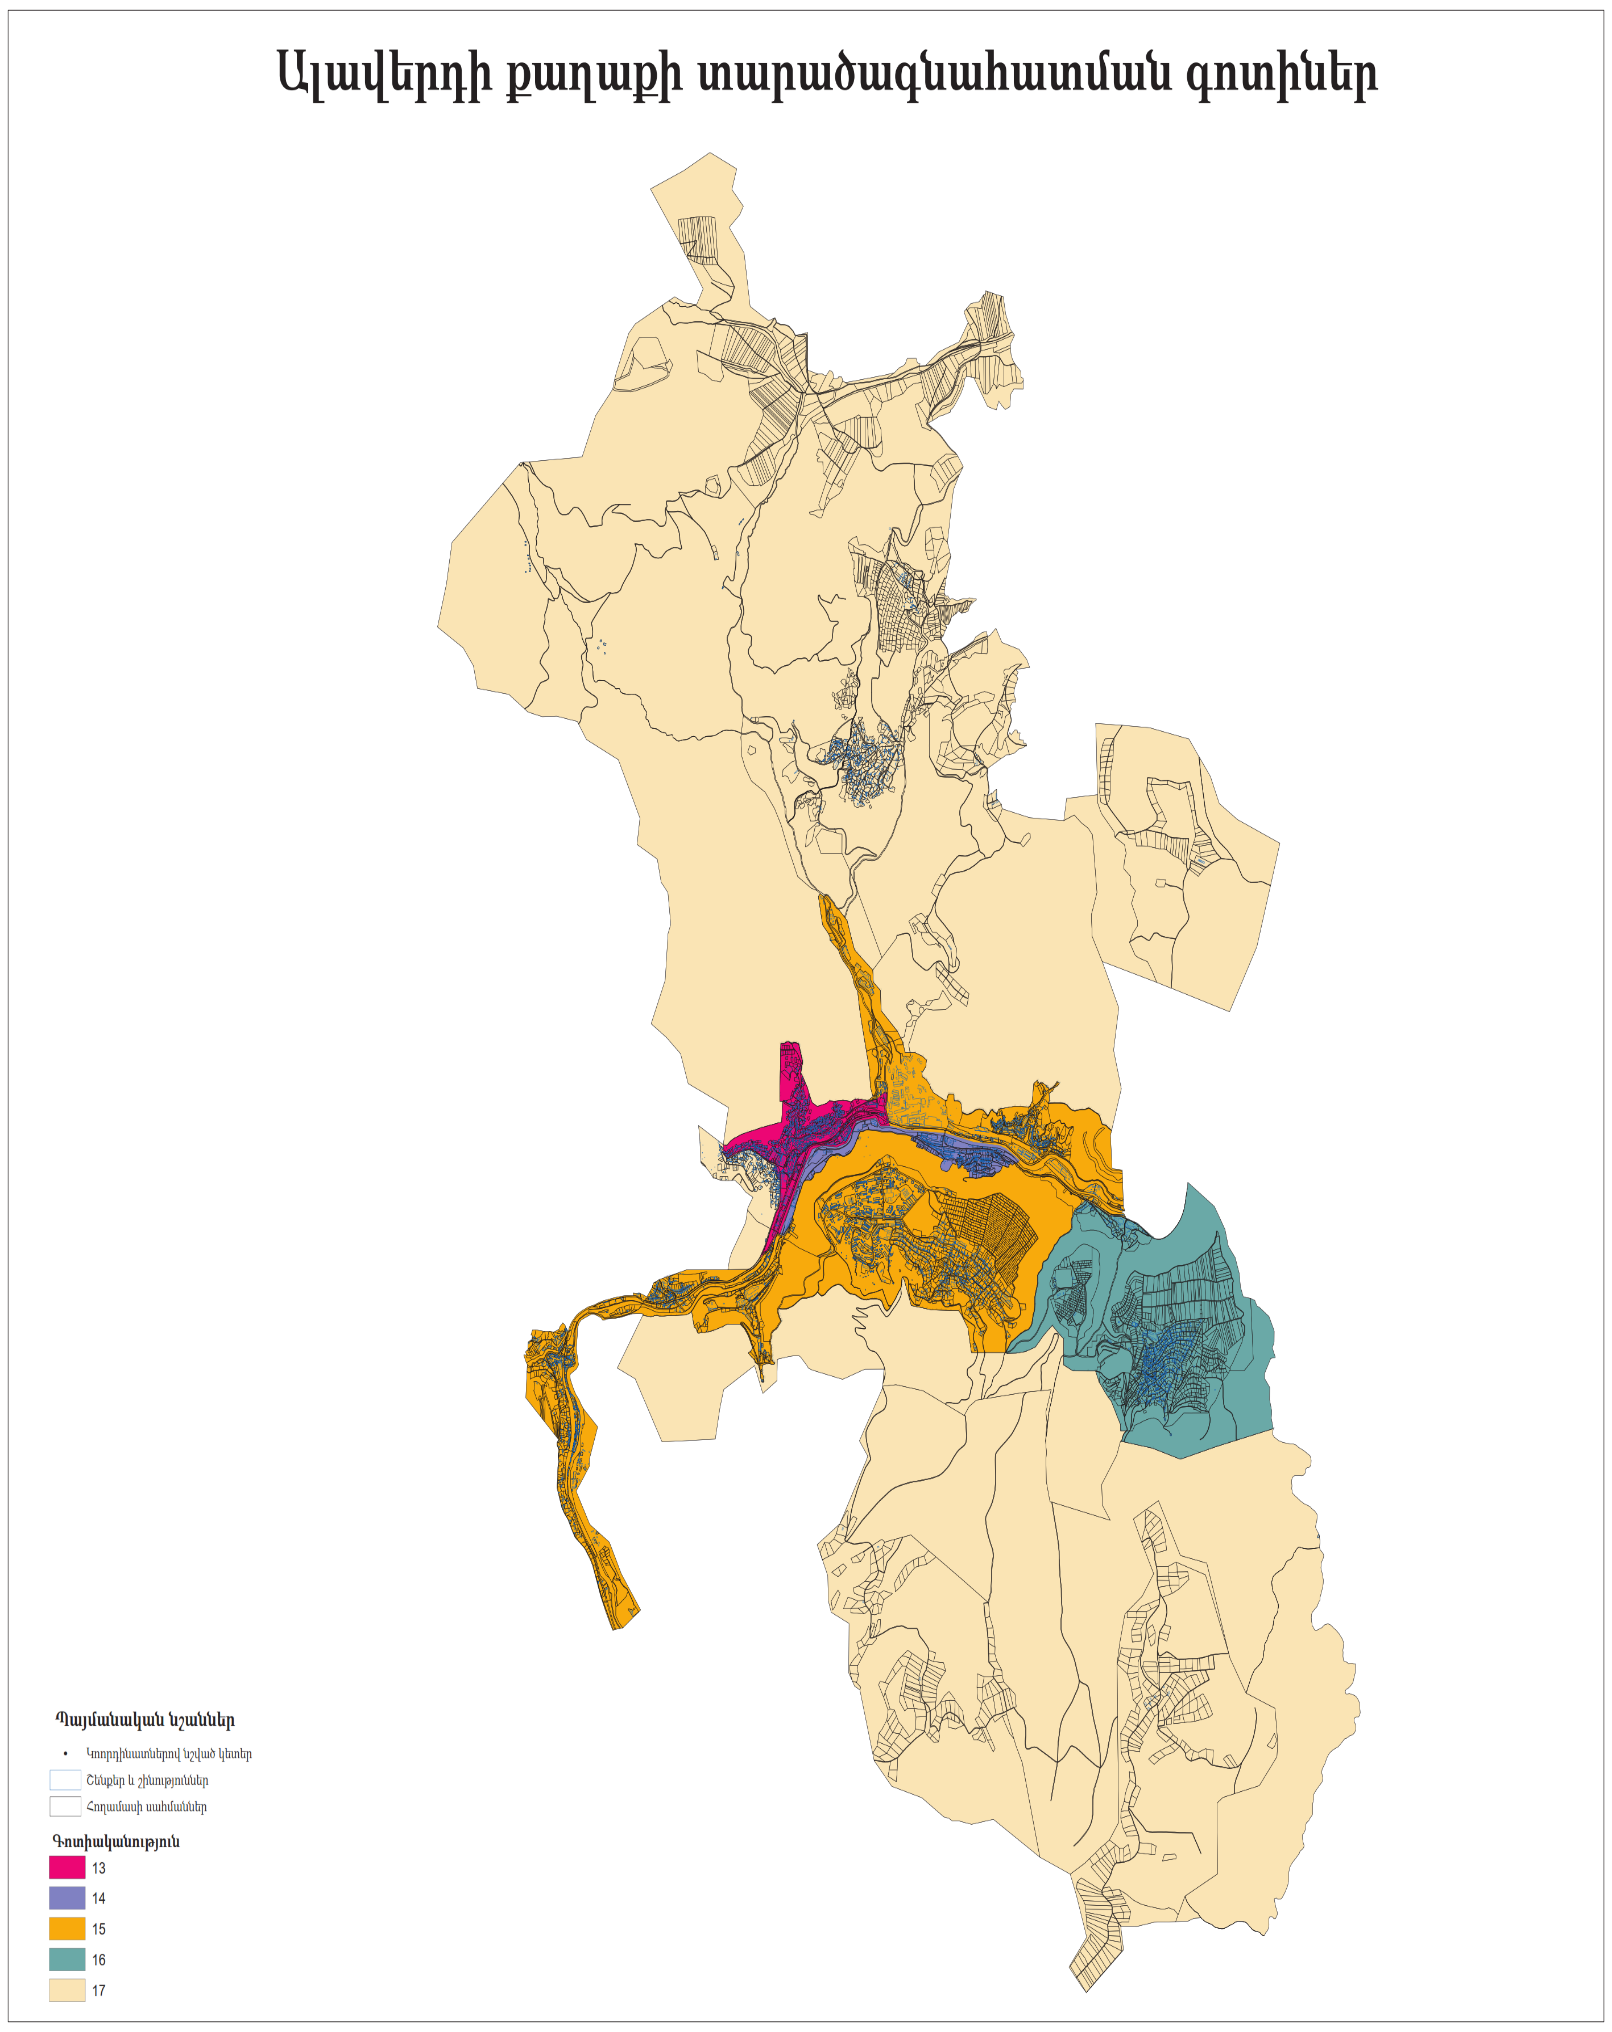 Ալավերդի քաղաքի տարածագնահատման գոտիներ
Պայմանական նշաններ
Կոորդինատներով նշված կետեր
Շենքեր և շինություններ
Հողամասի սահմաններ
Գոտիականություն
13
14
15
16
17